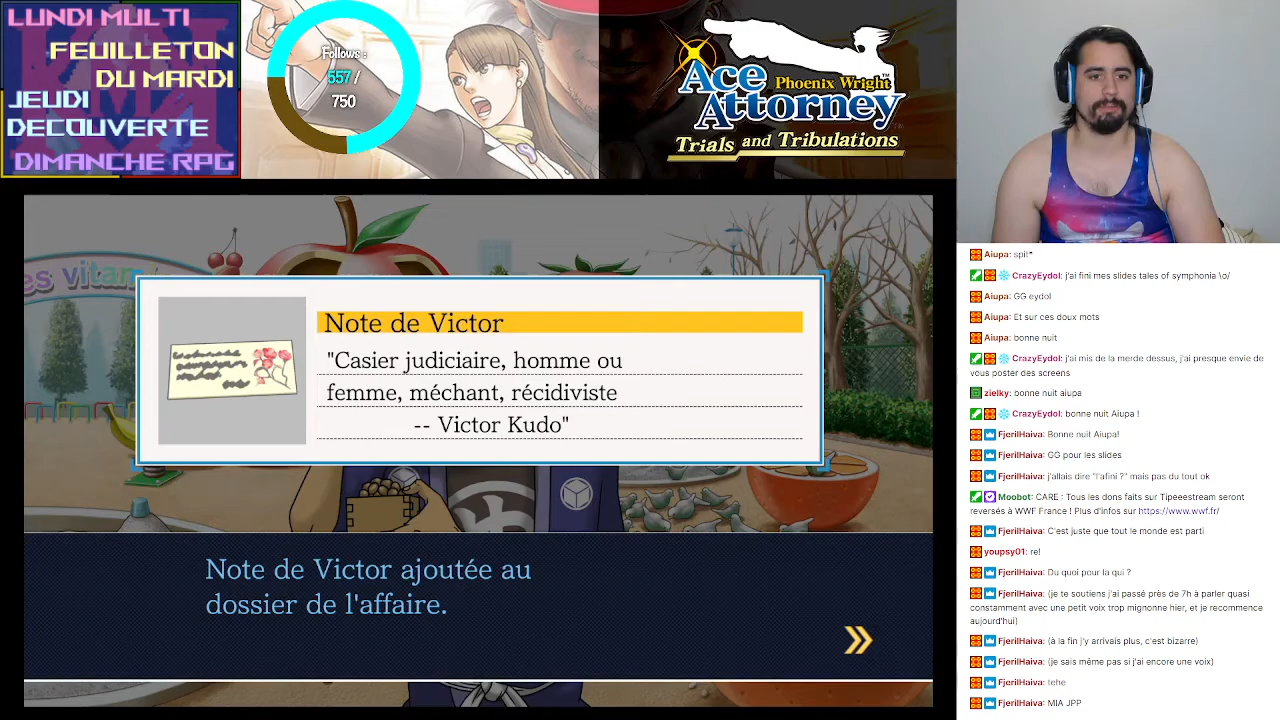 LUNDI MULTI
FEUILLETON
DU MARDI
JEUDI
DECOUVERTE
DIMANCHE RPG
Follows :
557 /
750
Phoenix Wright™
Ace
Attorney
Trials and Tribulations
es vitam
Note de Victor
"Casier judiciaire, homme ou
femme, méchant, récidiviste
-- Victor Kudo"
Note de Victor ajoutée au
dossier de l'affaire.
Aiupa: spit*
CrazyEydol: j'ai fini mes slides tales of symphonia \o/
Aiupa: GG eydol
Aiupa: Et sur ces doux mots
Aiupa: bonne nuit
CrazyEydol: j'ai mis de la merde dessus, j'ai presque envie de
vous poster des screens
zielky: bonne nuit aiupa
CrazyEydol: bonne nuit Aiupa !
FjerilHaiva: Bonne nuit Aiupa!
FjerilHaiva: GG pour les slides
FjerilHaiva: j'allais dire "t'afini ?" mais pas du tout ok
Moobot: CARE : Tous les dons faits sur Tipeeestream seront
reversés à WWF France ! Plus d'infos sur https://www.wwf.fr/
FjerilHaiva: C'est juste que tout le monde est parti
youpsy01: re!
FjerilHaiva: Du quoi pour la qui ?
FjerilHaiva: (je te soutiens j'ai passé près de 7h à parler quasi
constamment avec une petit voix trop mignonne hier, et je recommence
aujourd'hui)
FjerilHaiva: (à la fin j'y arrivais plus, c'est bizarre)
FjerilHaiva: (je sais même pas si j'ai encore une voix)
FjerilHaiva: tehe
FjerilHaiva: MIA JPP